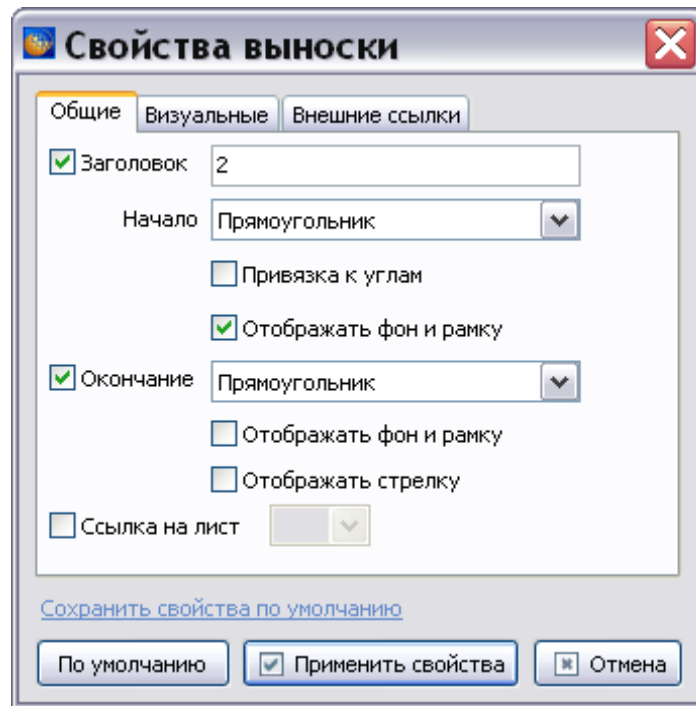 Свойства выноски
Общие Визуальные Внешние ссылки
Заголовок 2
Начало Прямоугольник
Привязка к углам
Отображать фон и рамку
Окончание Прямоугольник
Отображать фон и рамку
Отображать стрелку
Ссылка на лист
Сохранить свойства по умолчанию
По умолчанию Применить свойства Отмена